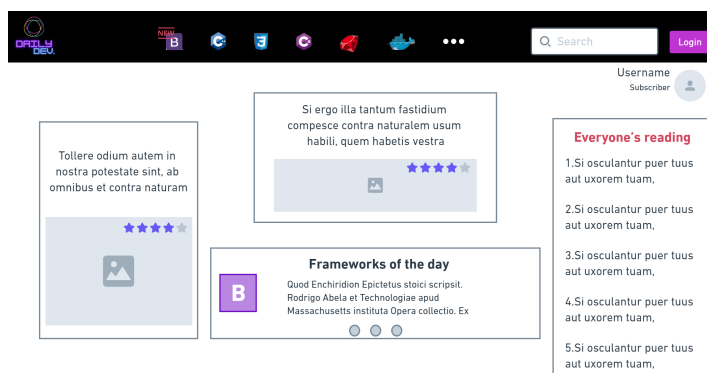 DAILY
DEV.
NEW
B
Search
Login
Username
Subscriber
Tollere odium autem in
nostra potestate sint, ab
omnibus et contra naturam
Si ergo illa tantum fastidium
compesce contra naturalem usum
habili, quem habetis vestra
Frameworks of the day
B
Quod Enchiridion Epictetus stoici scripsit.
Rodrigo Abela et Technologiae apud
Massachusetts instituta Opera collectio. Ex
Everyone's reading
1.Si osculantur puer tuus
aut uxorem tuam,
2.Si osculantur puer tuus
aut uxorem tuam,
3.Si osculantur puer tuus
aut uxorem tuam,
4.Si osculantur puer tuus
aut uxorem tuam,
5.Si osculantur puer tuus
aut uxorem tuam,